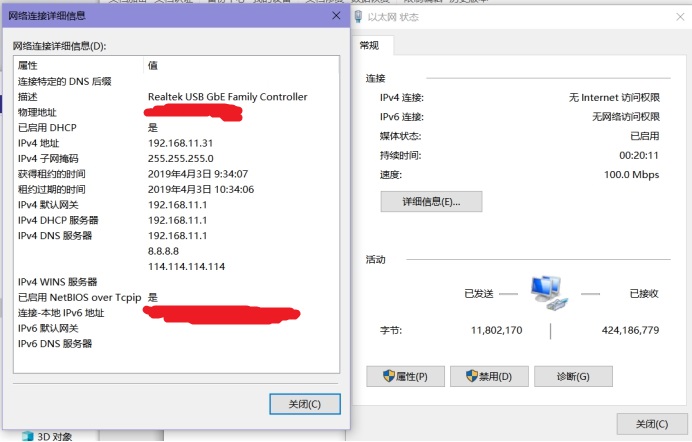 网络连接详细信息
网络连接详细信息(D):
属性 值
连接特定的 DNS 后缀
描述 Realtek USB GbE Family Controller
物理地址
已启用 DHCP 是
IPv4 地址 192.168.11.31
IPv4 子网掩码 255.255.255.0
获得租约的时间 2019年4月3日 9:34:07
租约过期的时间 2019年4月3日 10:34:06
IPv4 默认网关 192.168.11.1
IPv4 DHCP 服务器 192.168.11.1
IPv4 DNS 服务器 192.168.11.1
8.8.8.8
114.114.114.114
IPv4 WINS 服务器
已启用 NetBIOS over Tcpip 是
连接-本地 IPv6 地址
IPv6 默认网关
IPv6 DNS 服务器
关闭(C)
3D 对象
以太网 状态
常规
连接
IPv4 连接: 无 Internet 访问权限
IPv6 连接: 无网络访问权限
媒体状态: 已启用
持续时间: 00:20:11
速度: 100.0 Mbps
详细信息(E)...
活动
已发送 已接收
字节: 11,802,170 424,186,779
属性(P) 禁用(D) 诊断(G)
关闭(C)